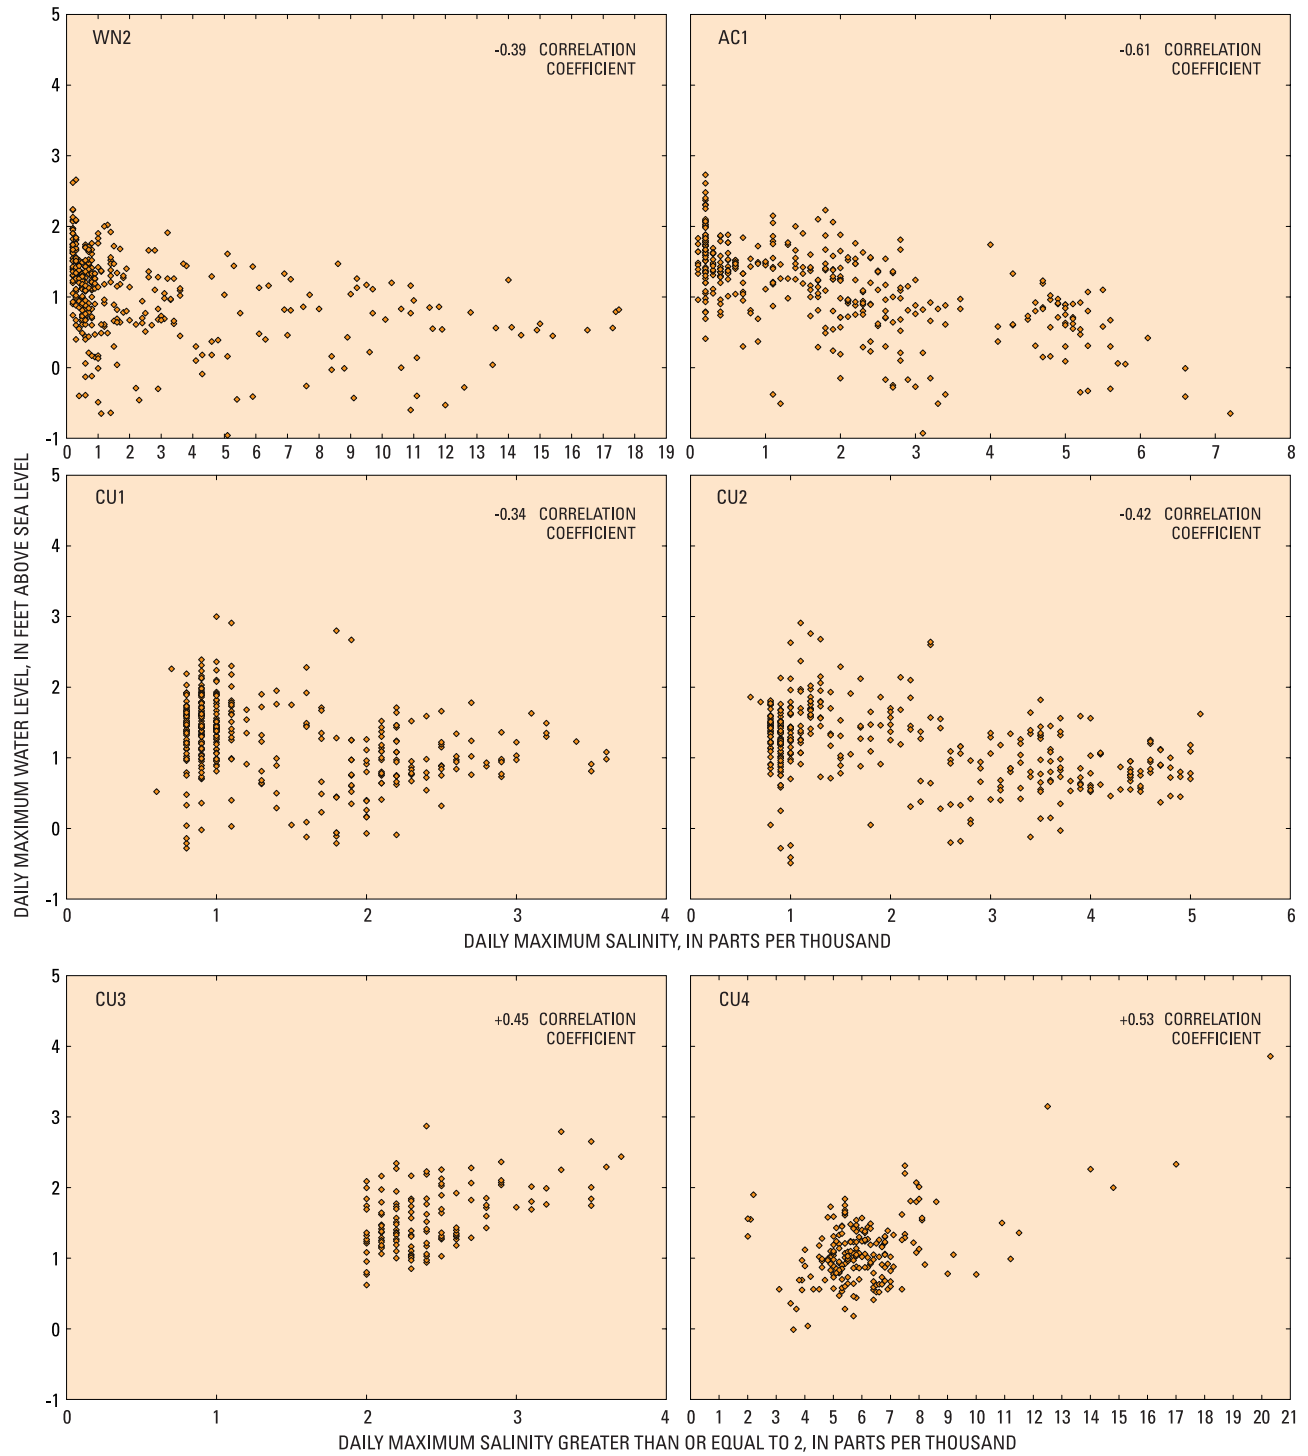 WN2
-0.39 CORRELATION
COEFFICIENT
5
4
3
2
1
0
-1
0 1 2 3 4 5 6 7 8 9 10 11 12 13 14 15 16 17 18 19
AC1
-0.61 CORRELATION
COEFFICIENT
0 1 2 3 4 5 6 7 8
DAILY MAXIMUM WATER LEVEL, IN FEET ABOVE SEA LEVEL
CU1
-0.34 CORRELATION
COEFFICIENT
5
4
3
2
1
0
-1
0 1 2 3 4
CU2
-0.42 CORRELATION
COEFFICIENT
0 1 2 3 4 5 6
DAILY MAXIMUM SALINITY, IN PARTS PER THOUSAND
CU3
+0.45 CORRELATION
COEFFICIENT
5
4
3
2
1
0
-1
0 1 2 3 4
CU4
+0.53 CORRELATION
COEFFICIENT
0 1 2 3 4 5 6 7 8 9 10 11 12 13 14 15 16 17 18 19 20 21
DAILY MAXIMUM SALINITY GREATER THAN OR EQUAL TO 2, IN PARTS PER THOUSAND